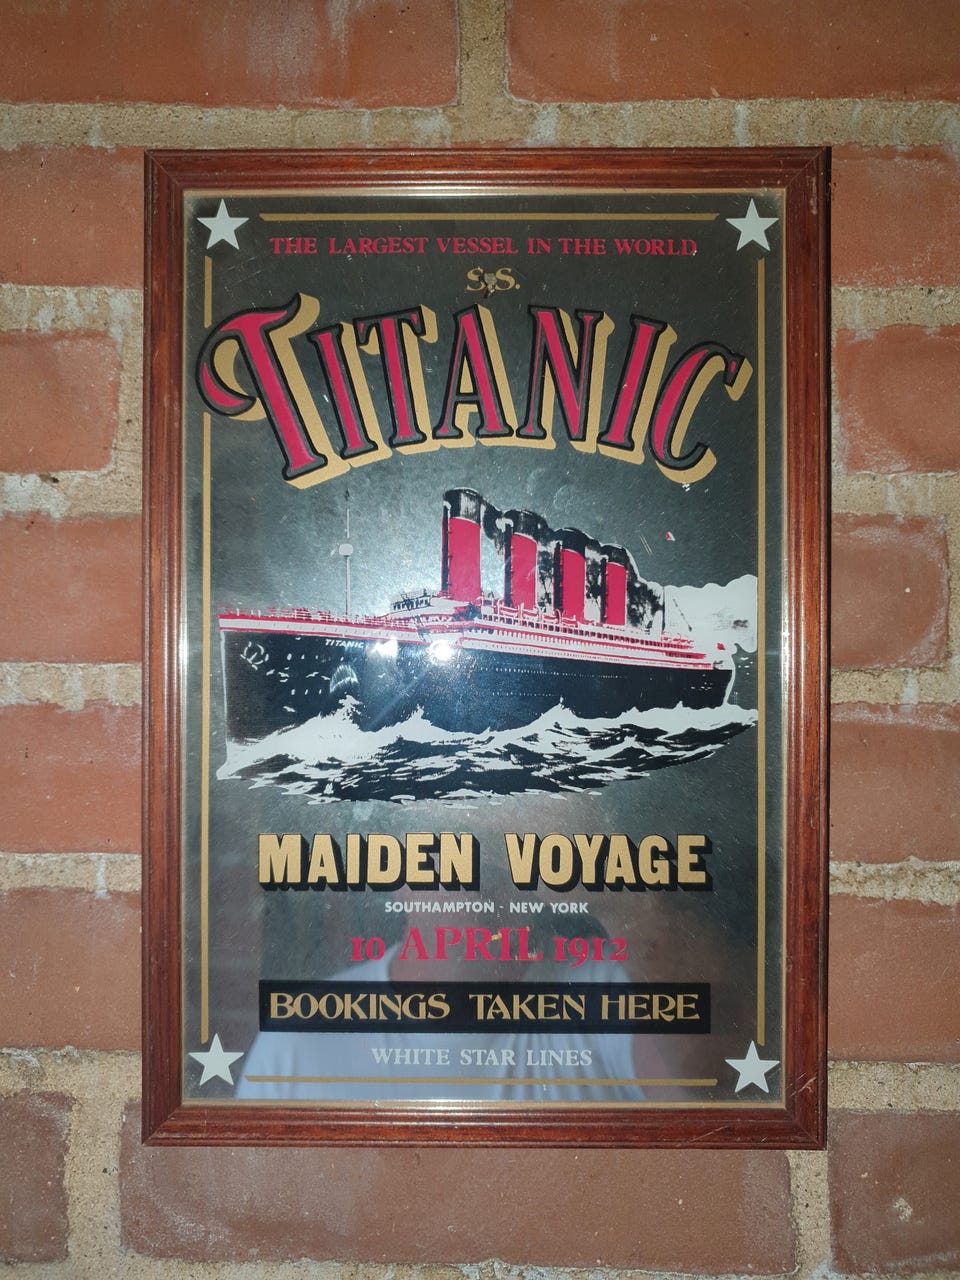 THE LARGEST VESSEL IN THE WORLD
S.S.
TITANIC
TITANIC
MAIDEN VOYAGE
SOUTHAMPTON - NEW YORK
10 APRIL 1912
BOOKINGS TAKEN HERE
WHITE STAR LINES